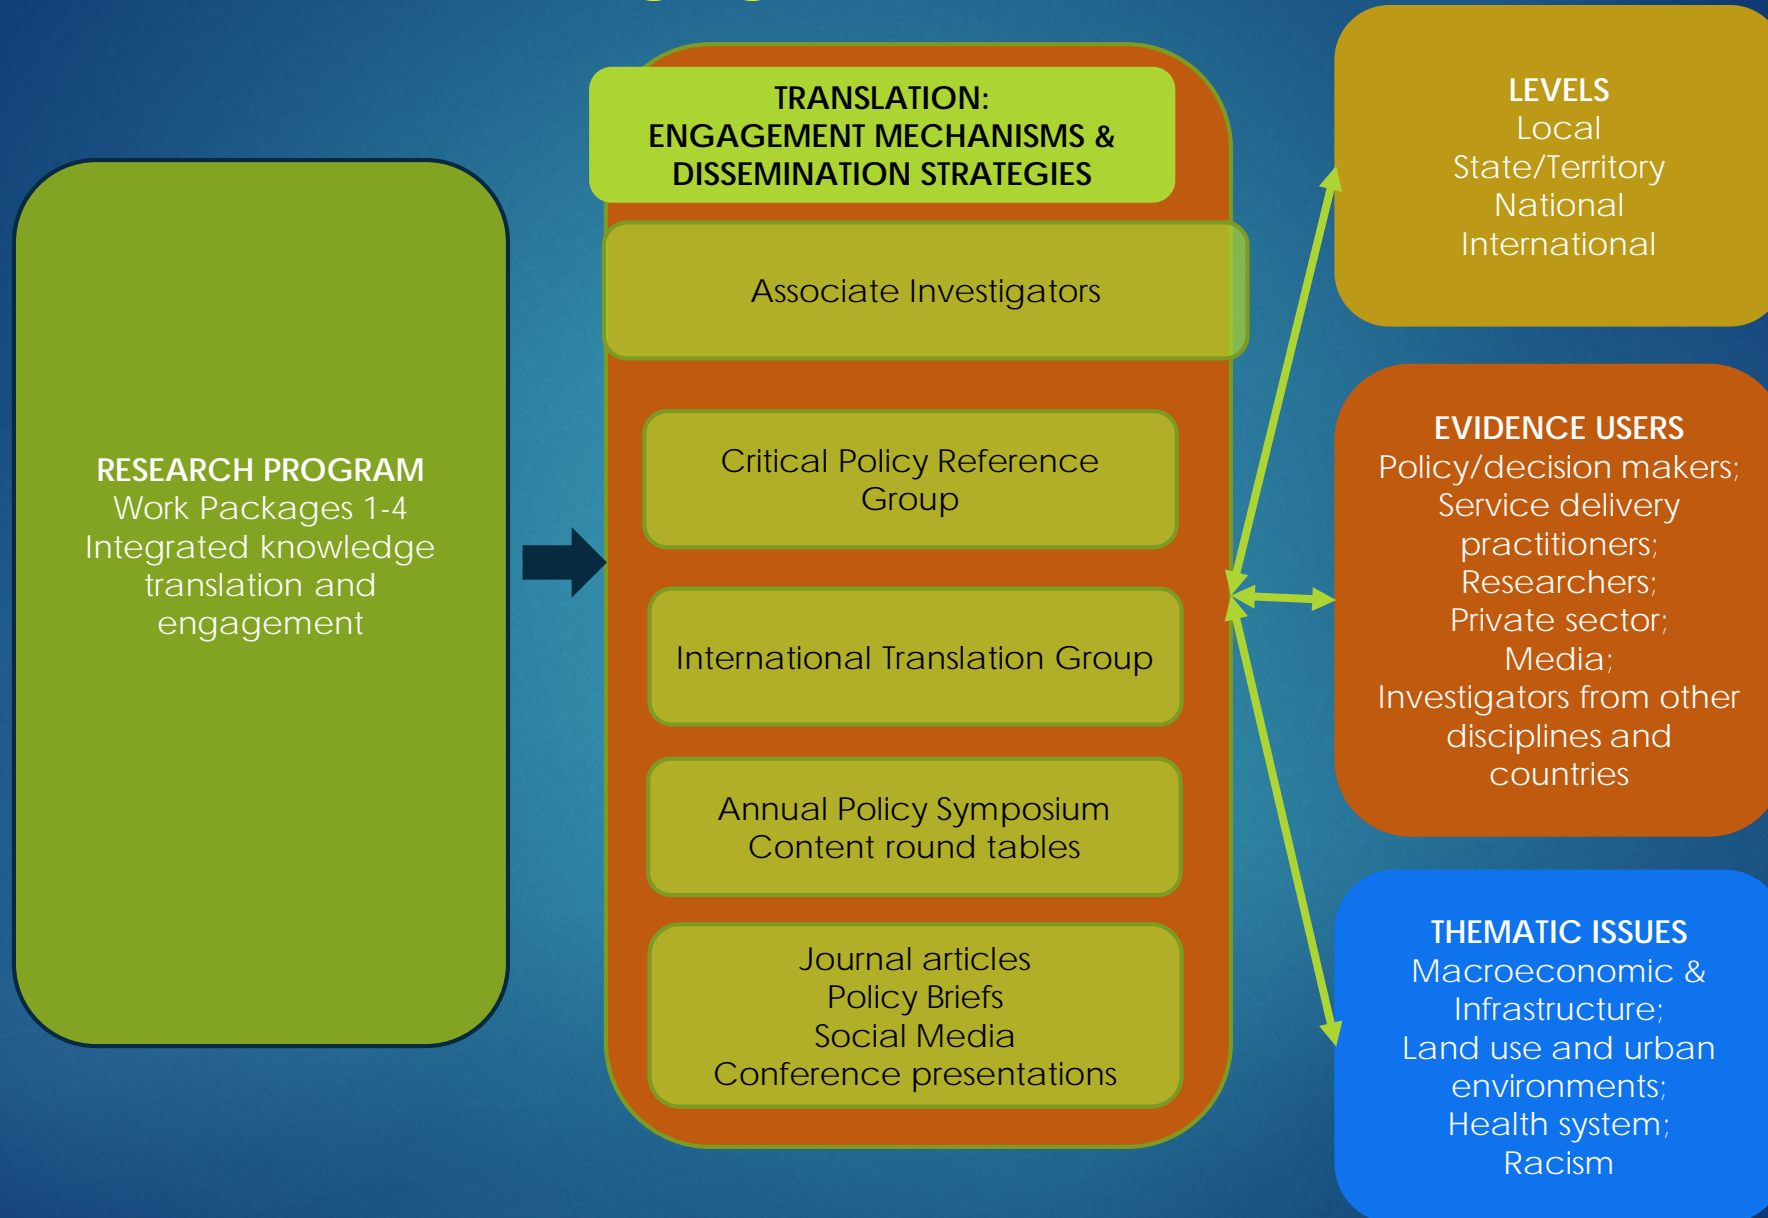 RESEARCH PROGRAM
Work Packages 1-4
Integrated knowledge
translation and
engagement
TRANSLATION:
ENGAGEMENT MECHANISMS &
DISSEMINATION STRATEGIES
Associate Investigators
Critical Policy Reference
Group
International Translation Group
Annual Policy Symposium
Content round tables
Journal articles
Policy Briefs
Social Media
Conference presentations
LEVELS
Local
State/Territory
National
International
EVIDENCE USERS
Policy/decision makers;
Service delivery
practitioners;
Researchers;
Private sector;
Media;
Investigators from other
disciplines and
countries
THEMATIC ISSUES
Macroeconomic &
Infrastructure;
Land use and urban
environments;
Health system;
Racism